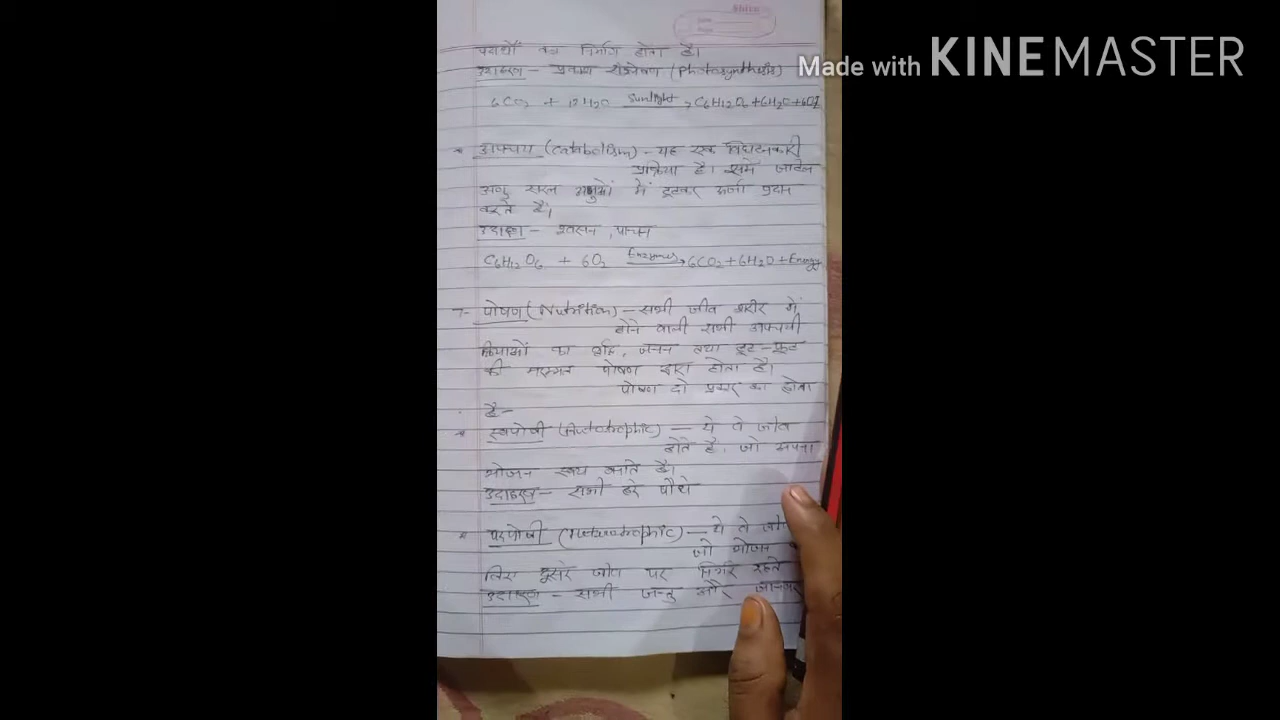 Made with KINEMASTER
पदार्थों का निर्माण होता है।
उदाहरण - प्रकाश संश्लेषण (Photosynthesis)
6CO2 + 12H2O Sunlight → C6H12O6 + 6H2O + 6O2
* अपचय (Catabolism) - यह एक विघटनकारी
प्रक्रिया है। इसमें जटिल
अणु सरल अणुओं में टूटकर ऊर्जा प्रदान
करते हैं।
उदाहरण - श्वसन, पाचन
C6H12O6 + 6O2 Enzymes → 6CO2 + 6H2O + Energy
7- पोषण (Nutrition) - सभी जीव शरीर में
होने वाली सभी अपचयी
क्रियाओं का, जनन तथा टूट-फूट
की मरम्मत पोषण द्वारा होता है।
पोषण दो प्रकार का होता
है-
* स्वपोषी (Autotrophic) - ये वे जीव
होते है, जो अपना
भोजन स्वयं बनाते है।
उदाहरण - सभी हरे पौधे
* परपोषी (Heterotrophic) - ये वे
जो भोजन
लिए दूसरे जीव पर निर्भर रहते
उदाहरण - सभी जन्तु और जानवर